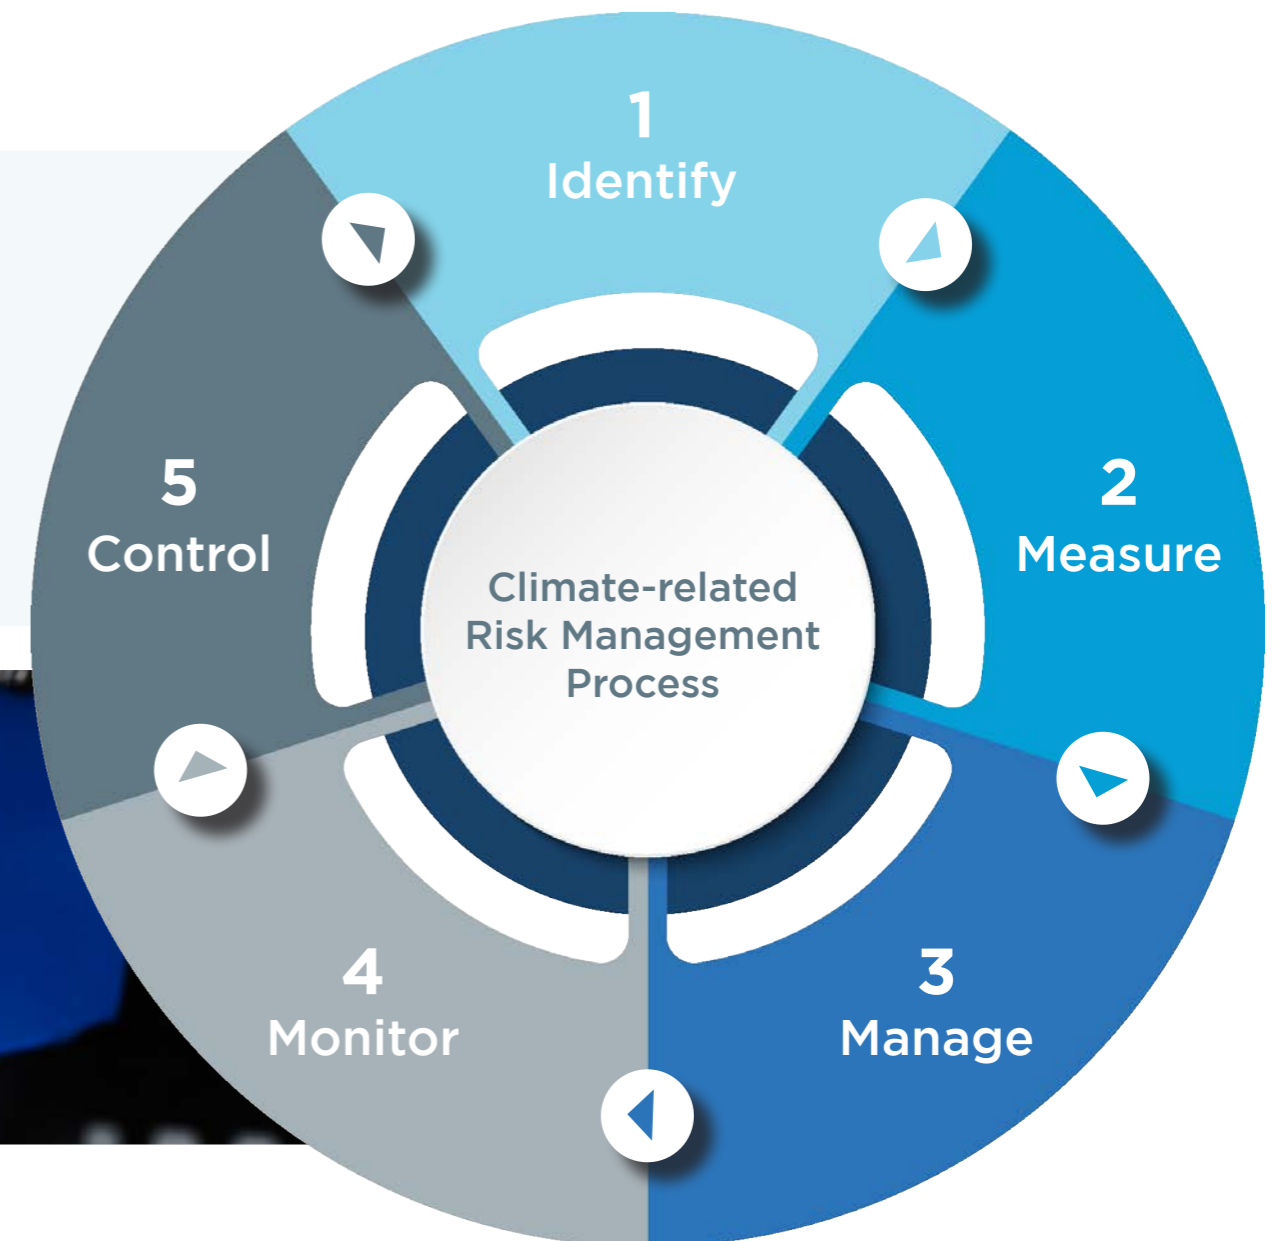 1
Identify
2
Measure
3
Manage
4
Monitor
5
Control
Climate-related
Risk Management
Process